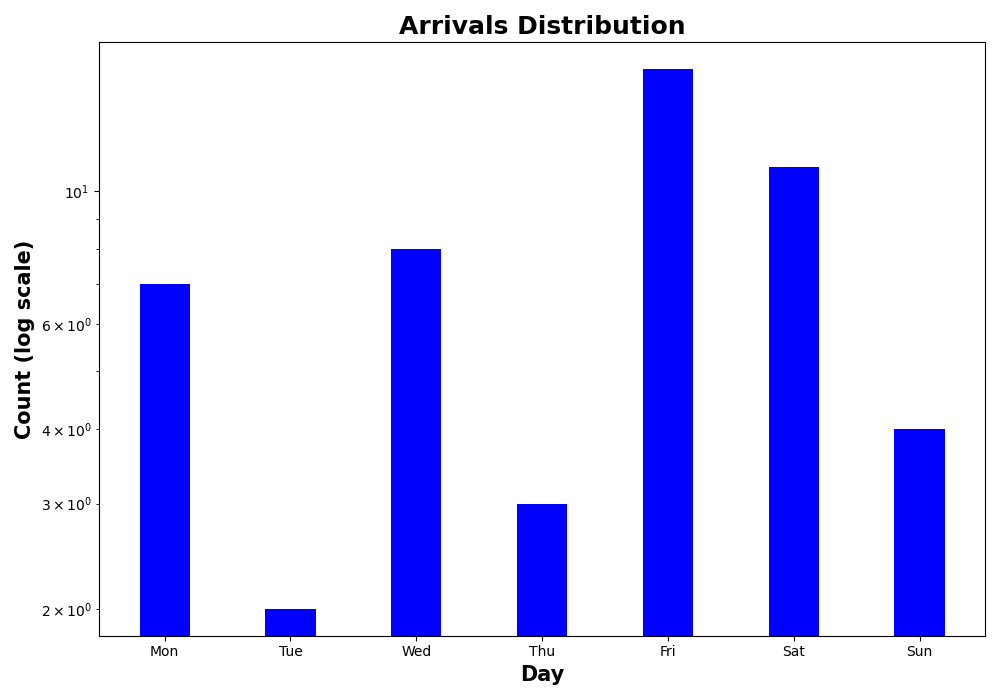 Arrivals Distribution
Count (log scale)
10¹
6 × 10⁰
4 × 10⁰
3 × 10⁰
2 × 10⁰
Mon Tue Wed Thu Fri Sat Sun
Day